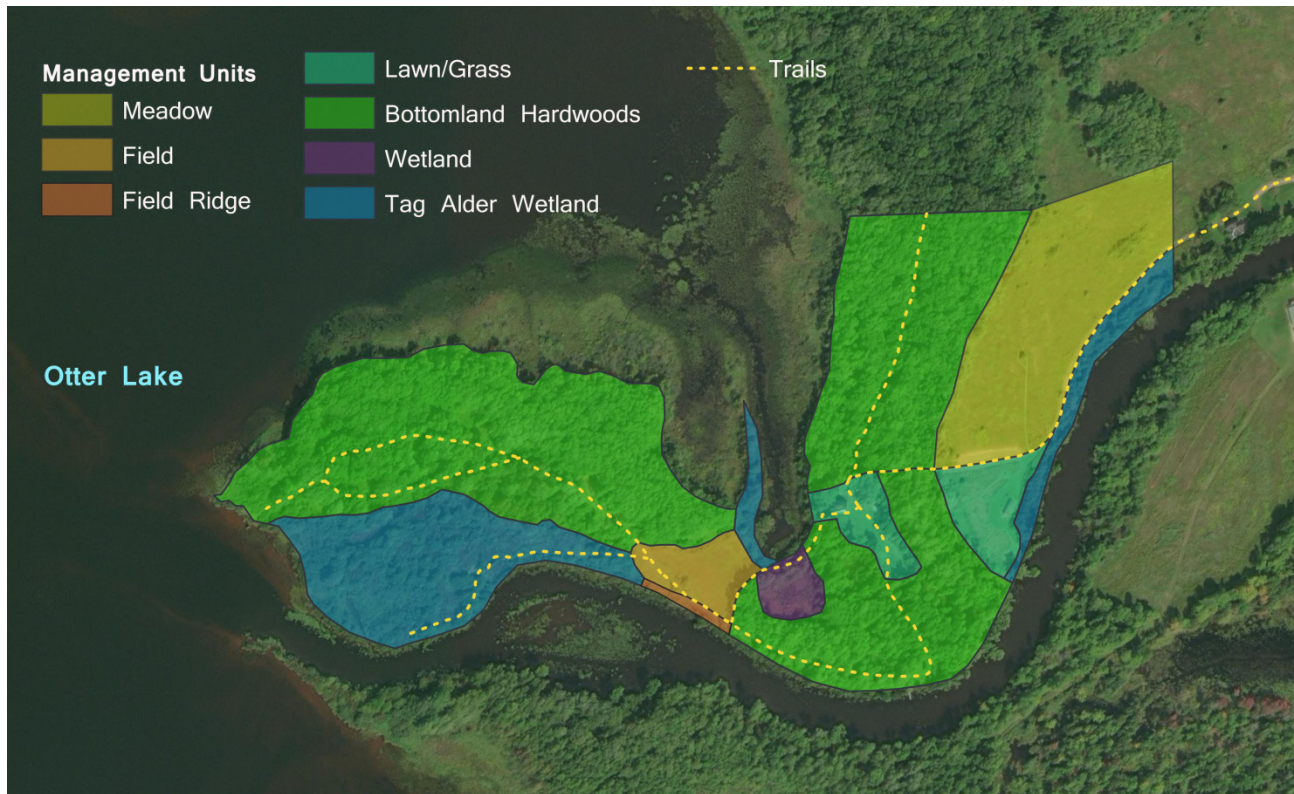 Management Units
Meadow
Field
Field Ridge
Lawn/Grass
Bottomland Hardwoods
Wetland
Tag Alder Wetland
Trails
Otter Lake